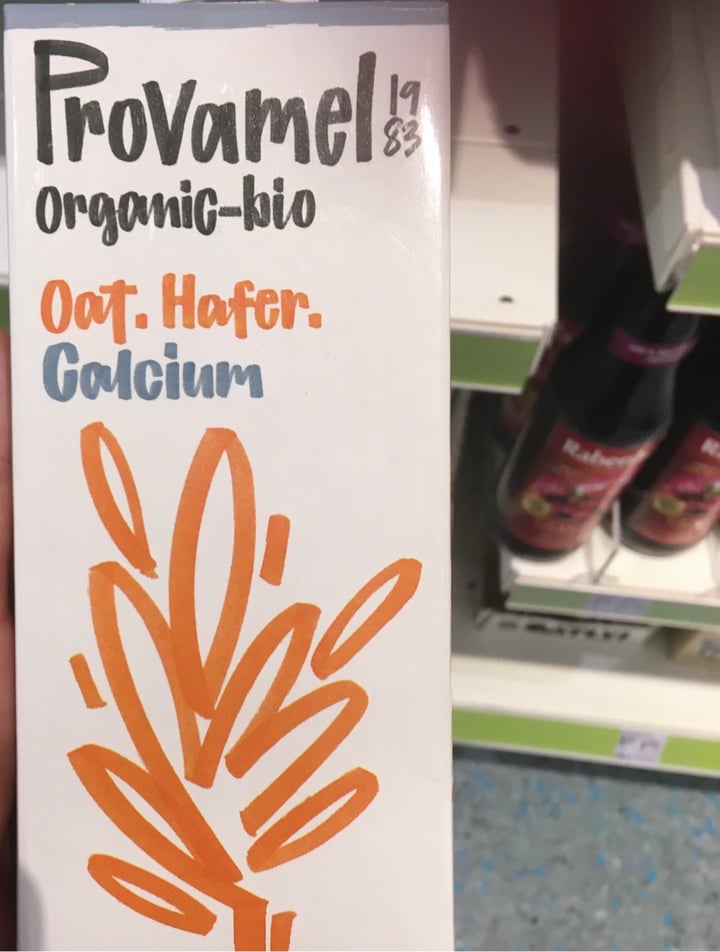 Provamel
19
83
organic-bio
Oat. Hafer.
Calcium